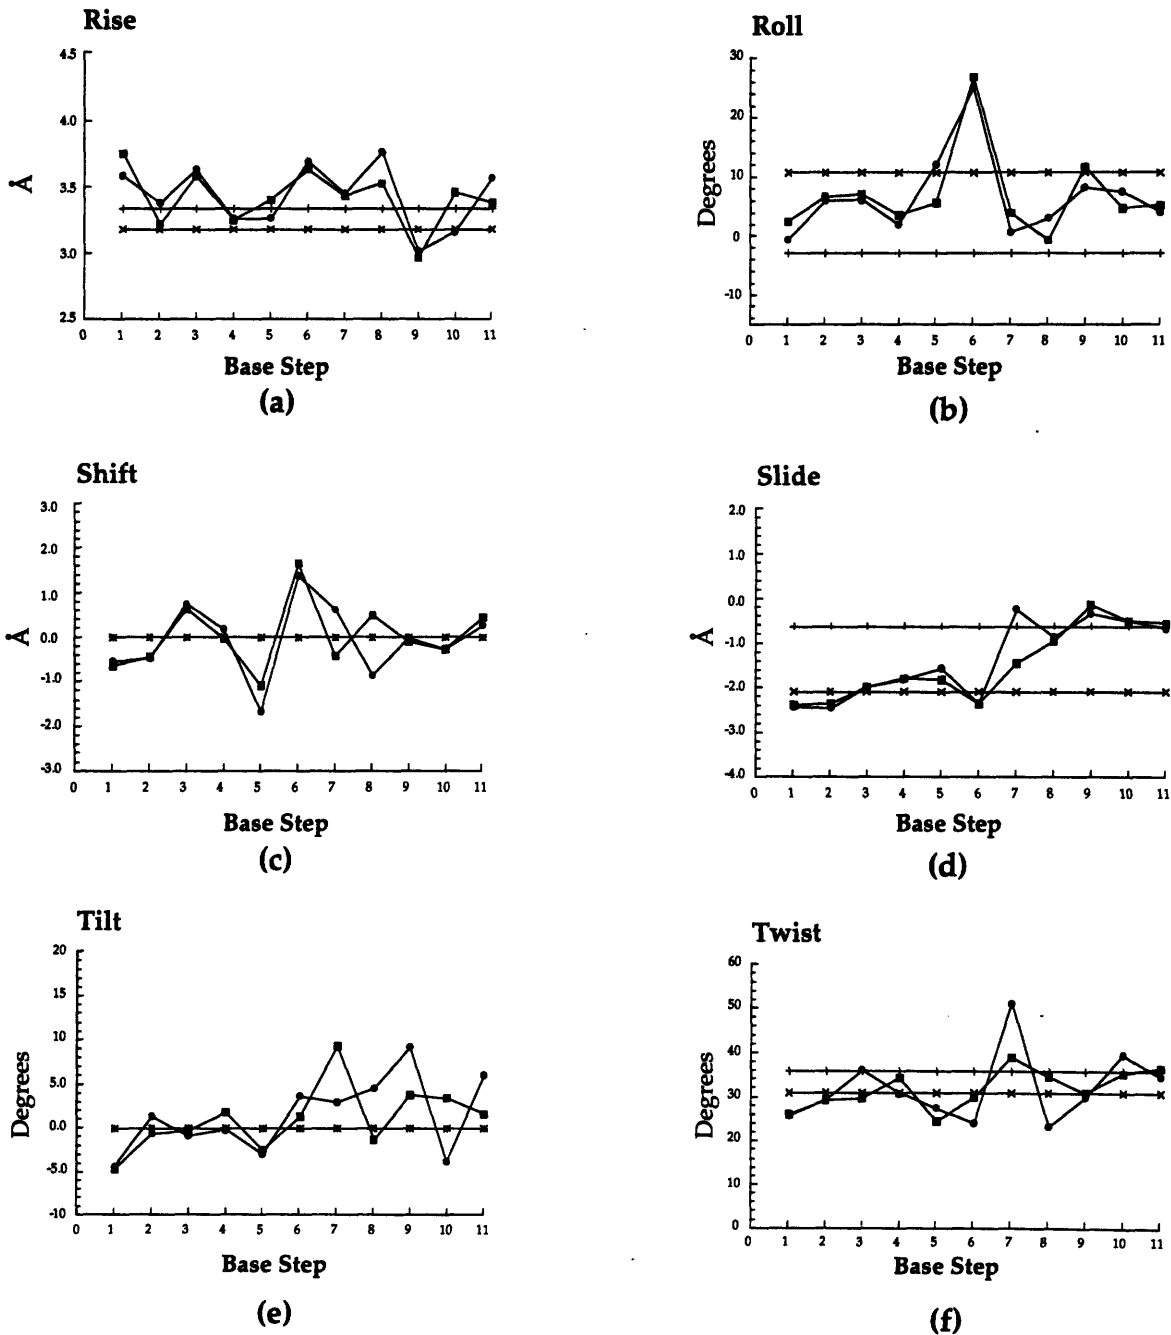 Rise
4.5
4.0
3.5
3.0
2.5
Å
0 1 2 3 4 5 6 7 8 9 10 11
Base Step
(a)
Roll
30
20
10
0
-10
Degrees
0 1 2 3 4 5 6 7 8 9 10 11
Base Step
(b)
Shift
3.0
2.0
1.0
0.0
-1.0
-2.0
-3.0
Å
0 1 2 3 4 5 6 7 8 9 10 11
Base Step
(c)
Slide
2.0
1.0
0.0
-1.0
-2.0
-3.0
-4.0
Å
0 1 2 3 4 5 6 7 8 9 10 11
Base Step
(d)
Tilt
20
15
10
5.0
0.0
-5.0
-10
Degrees
0 1 2 3 4 5 6 7 8 9 10 11
Base Step
(e)
Twist
60
50
40
30
20
10
0
Degrees
0 1 2 3 4 5 6 7 8 9 10 11
Base Step
(f)